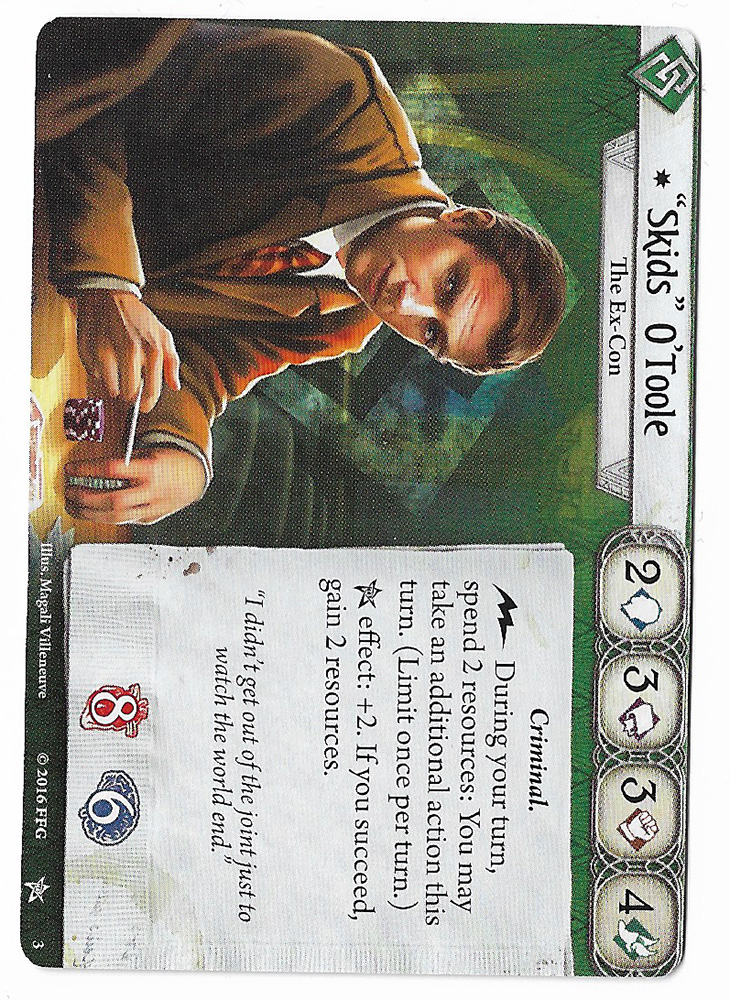 “Skids” O’Toole
The Ex-Con
2 3 3 4
Criminal.
During your turn,
spend 2 resources: You may
take an additional action this
turn. (Limit once per turn.)
effect: +2. If you succeed,
gain 2 resources.
“I didn’t get out of the joint just to
watch the world end.”
8 6
Illus. Magali Villeneuve © 2016 FFG 3